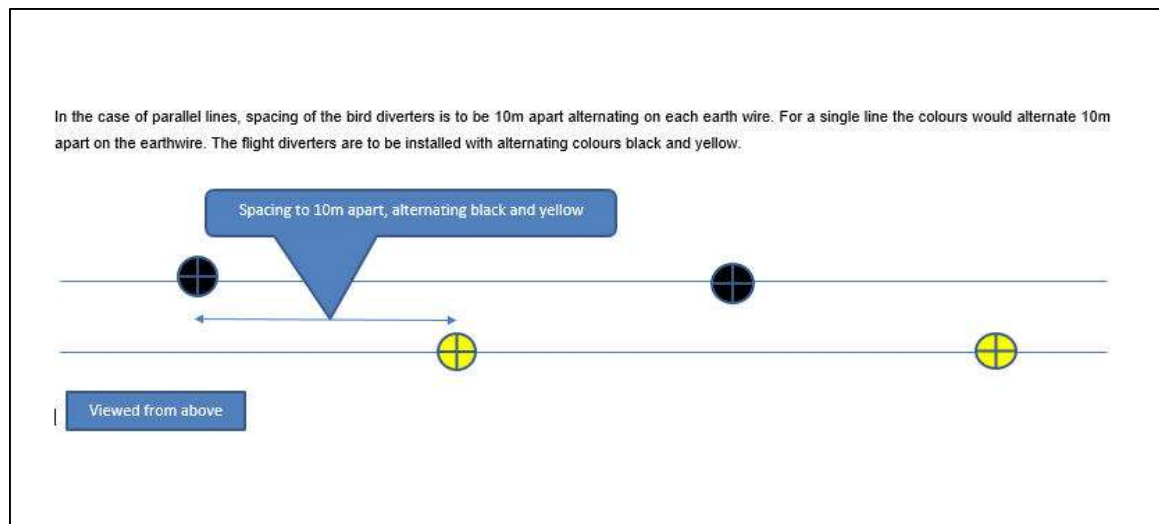 In the case of parallel lines, spacing of the bird diverters is to be 10m apart alternating on each earth wire. For a single line the colours would alternate 10m
apart on the earthwire. The flight diverters are to be installed with alternating colours black and yellow.
Spacing to 10m apart, alternating black and yellow
Viewed from above